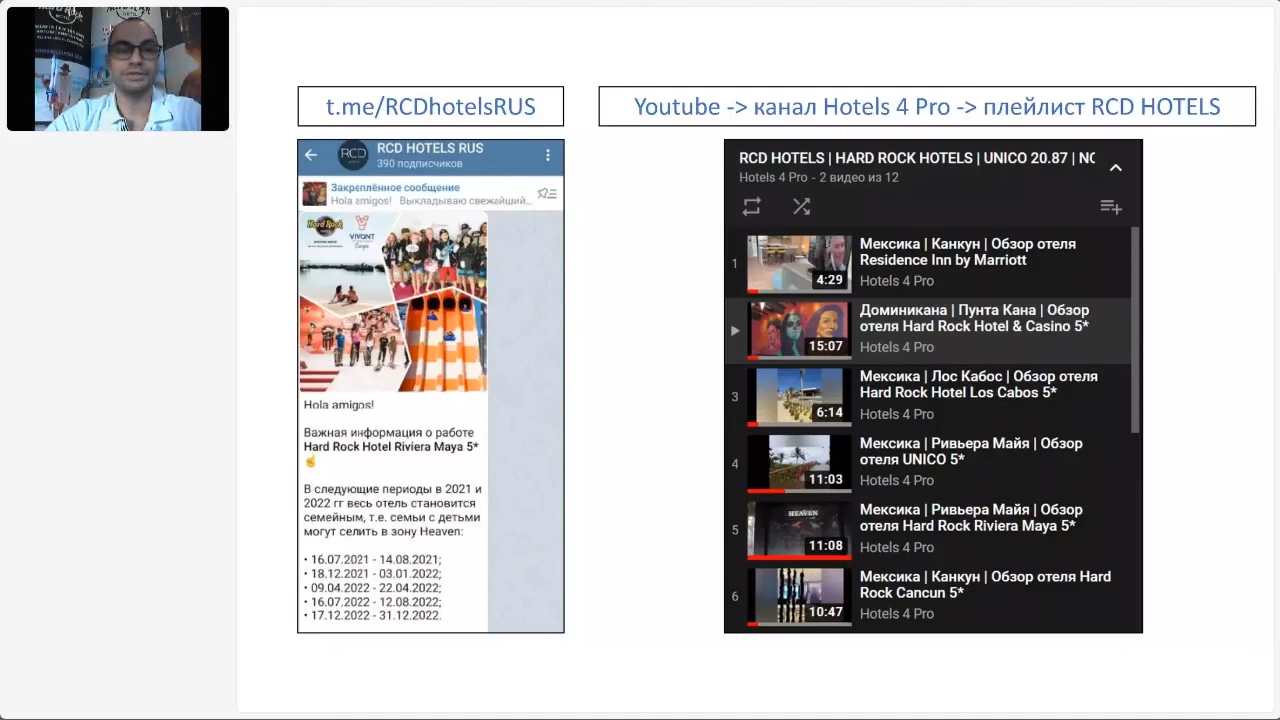 t.me/RCDhotelsRUS
Youtube -> канал Hotels 4 Pro -> плейлист RCD HOTELS
RCD
RCD HOTELS RUS
390 подписчиков
Закреплённое сообщение
Hola amigos! Выкладываю свежайший...
Hard Rock
VIVANT
Europe
Hola amigos!
Важная информация о работе
Hard Rock Hotel Riviera Maya 5*
В следующие периоды в 2021 и
2022 гг весь отель становится
семейным, т.е. семьи с детьми
могут селить в зону Heaven:
• 16.07.2021 - 14.08.2021;
• 18.12.2021 - 03.01.2022;
• 09.04.2022 - 22.04.2022;
• 16.07.2022 - 12.08.2022;
• 17.12.2022 - 31.12.2022.
RCD HOTELS | HARD ROCK HOTELS | UNICO 20.87 | NO
Hotels 4 Pro - 2 видео из 12
1
4:29
Мексика | Канкун | Обзор отеля
Residence Inn by Marriott
Hotels 4 Pro
15:07
Доминикана | Пунта Кана | Обзор
отеля Hard Rock Hotel & Casino 5*
Hotels 4 Pro
3
6:14
Мексика | Лос Кабос | Обзор отеля
Hard Rock Hotel Los Cabos 5*
Hotels 4 Pro
4
11:03
Мексика | Ривьера Майя | Обзор
отеля UNICO 5*
Hotels 4 Pro
5
HEAVEN
11:08
Мексика | Ривьера Майя | Обзор
отеля Hard Rock Riviera Maya 5*
Hotels 4 Pro
6
10:47
Мексика | Канкун | Обзор отеля Hard
Rock Cancun 5*
Hotels 4 Pro